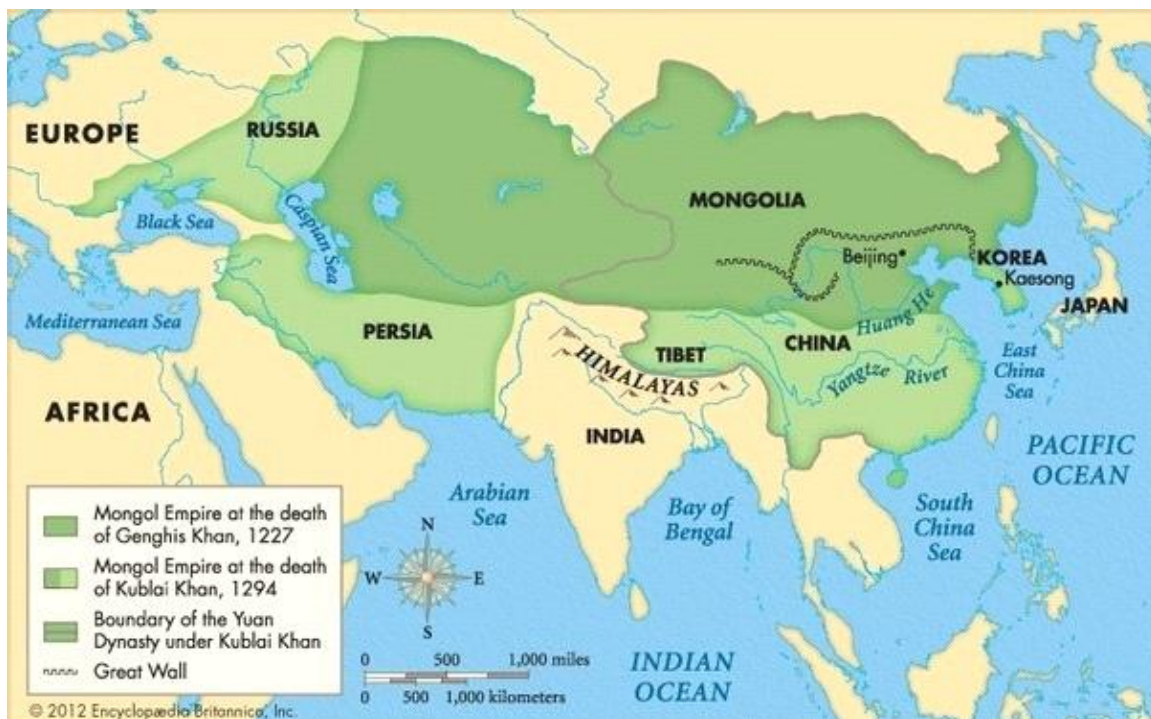 EUROPE
RUSSIA
MONGOLIA
Black Sea
Caspian Sea
Beijing
KOREA
Kaesong
JAPAN
Mediterranean Sea
PERSIA
Huang He
CHINA
TIBET
HIMALAYAS
Yangtze River
East
China
Sea
AFRICA
INDIA
PACIFIC
OCEAN
Arabian
Sea
Bay of
Bengal
South
China
Sea
Mongol Empire at the death
of Genghis Khan, 1227
Mongol Empire at the death
of Kublai Khan, 1294
Boundary of the Yuan
Dynasty under Kublai Khan
Great Wall
N
W E
S
0 500 1,000 miles
0 500 1,000 kilometers
INDIAN
OCEAN
© 2012 Encyclopædia Britannica, Inc.